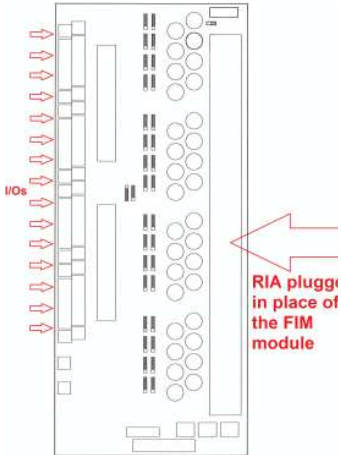 I/Os
RIA plugge
in place of
the FIM
module